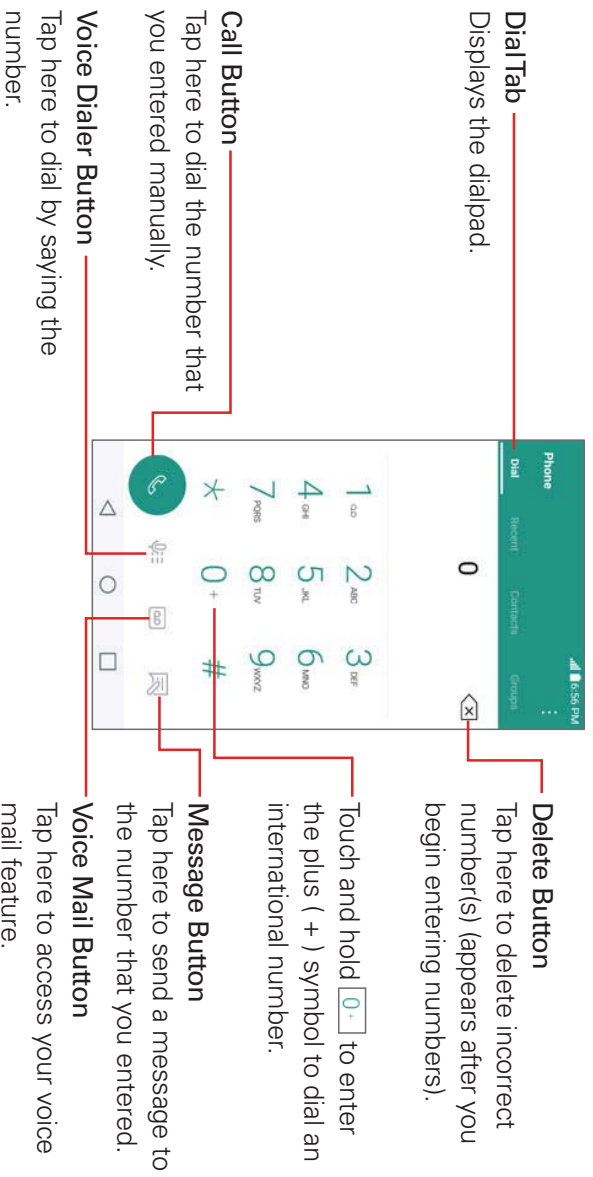 Dial Tab
Displays the dialpad.
Call Button
Tap here to dial the number that
you entered manually.
Voice Dialer Button
Tap here to dial by saying the
number.
6:56 PM
Phone
Dial Recent Contacts Groups
0
1 2 ABC 3 DEF
4 GHI 5 JKL 6 MNO
7 PQRS 8 TUV 9 WXYZ
* 0 + #
Delete Button
Tap here to delete incorrect
number(s) (appears after you
begin entering numbers).
Touch and hold 0+ to enter
the plus ( + ) symbol to dial an
international number.
Message Button
Tap here to send a message to
the number that you entered.
Voice Mail Button
Tap here to access your voice
mail feature.